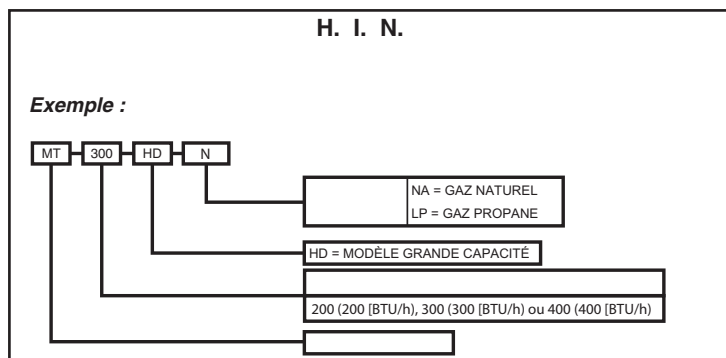 H. I. N.
Exemple :
MT 300 HD N
NA = GAZ NATUREL
LP = GAZ PROPANE
HD = MODÈLE GRANDE CAPACITÉ
200 (200 [BTU/h), 300 (300 [BTU/h) ou 400 (400 [BTU/h)